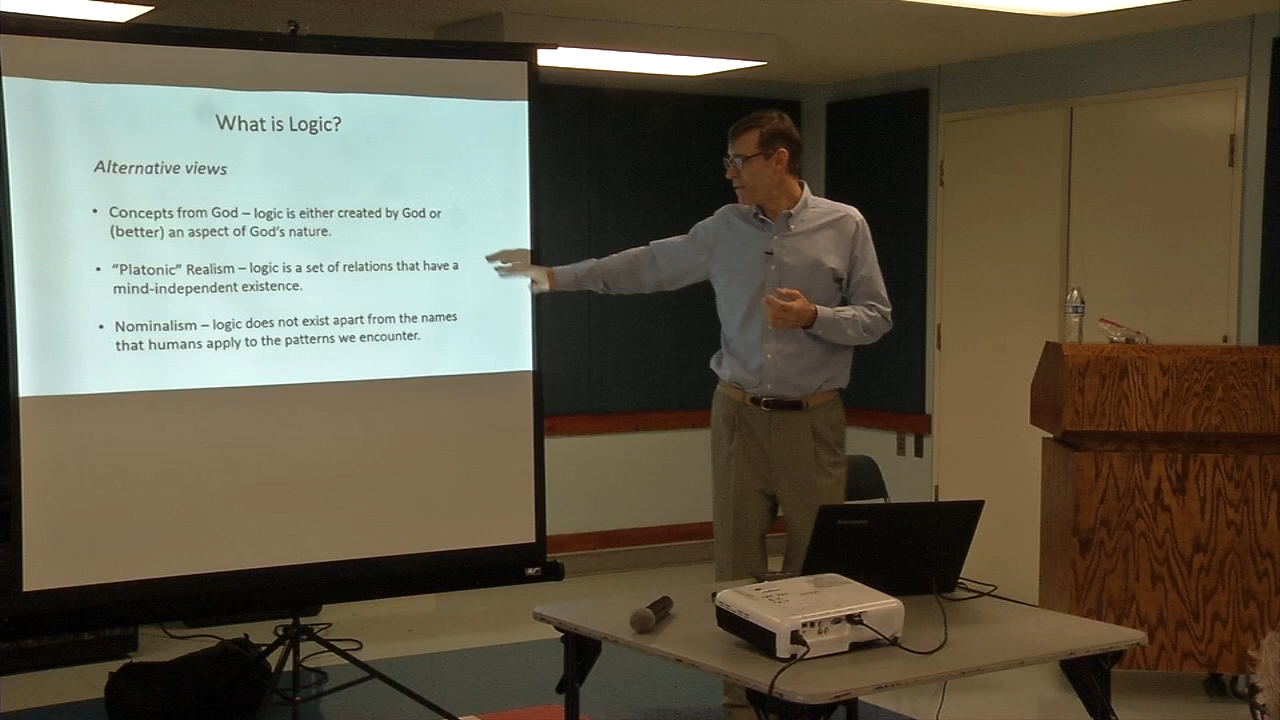 What is Logic?
Alternative views
• Concepts from God – logic is either created by God or
(better) an aspect of God's nature.
• "Platonic" Realism – logic is a set of relations that have a
mind-independent existence.
• Nominalism – logic does not exist apart from the names
that humans apply to the patterns we encounter.